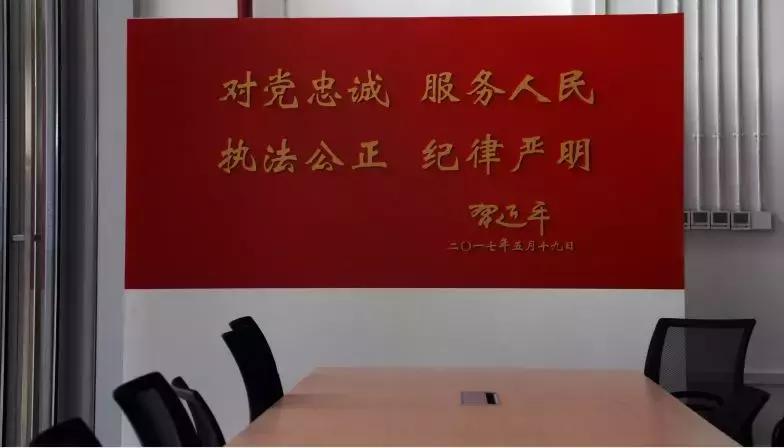 对党忠诚 服务人民
执法公正 纪律严明
习近平
二〇一七年五月十九日